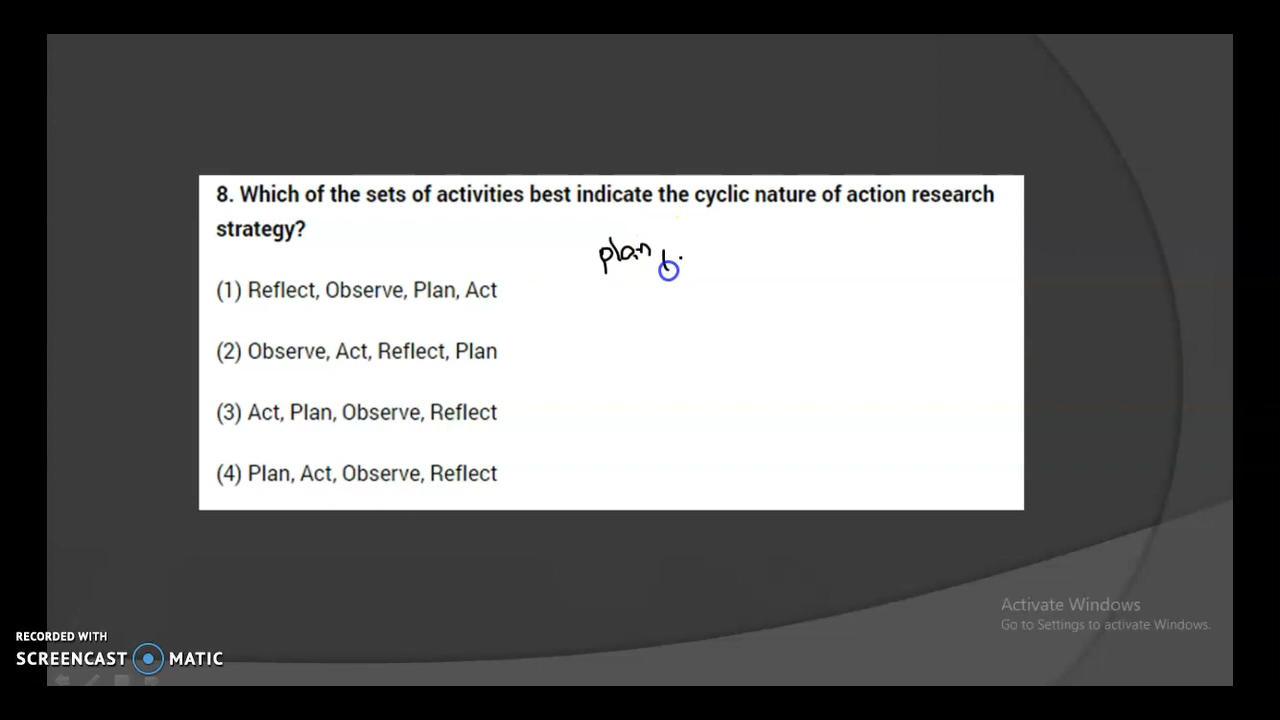 8. Which of the sets of activities best indicate the cyclic nature of action research
strategy?
plan
(1) Reflect, Observe, Plan, Act
(2) Observe, Act, Reflect, Plan
(3) Act, Plan, Observe, Reflect
(4) Plan, Act, Observe, Reflect
Activate Windows
Go to Settings to activate Windows.
RECORDED WITH
SCREENCAST MATIC